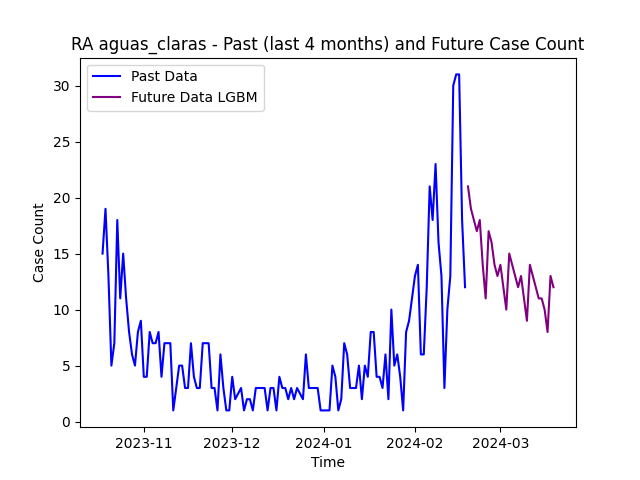 RA aguas_claras - Past (last 4 months) and Future Case Count
Past Data
Future Data LGBM
30
25
20
15
10
5
0
Case Count
2023-11 2023-12 2024-01 2024-02 2024-03
Time